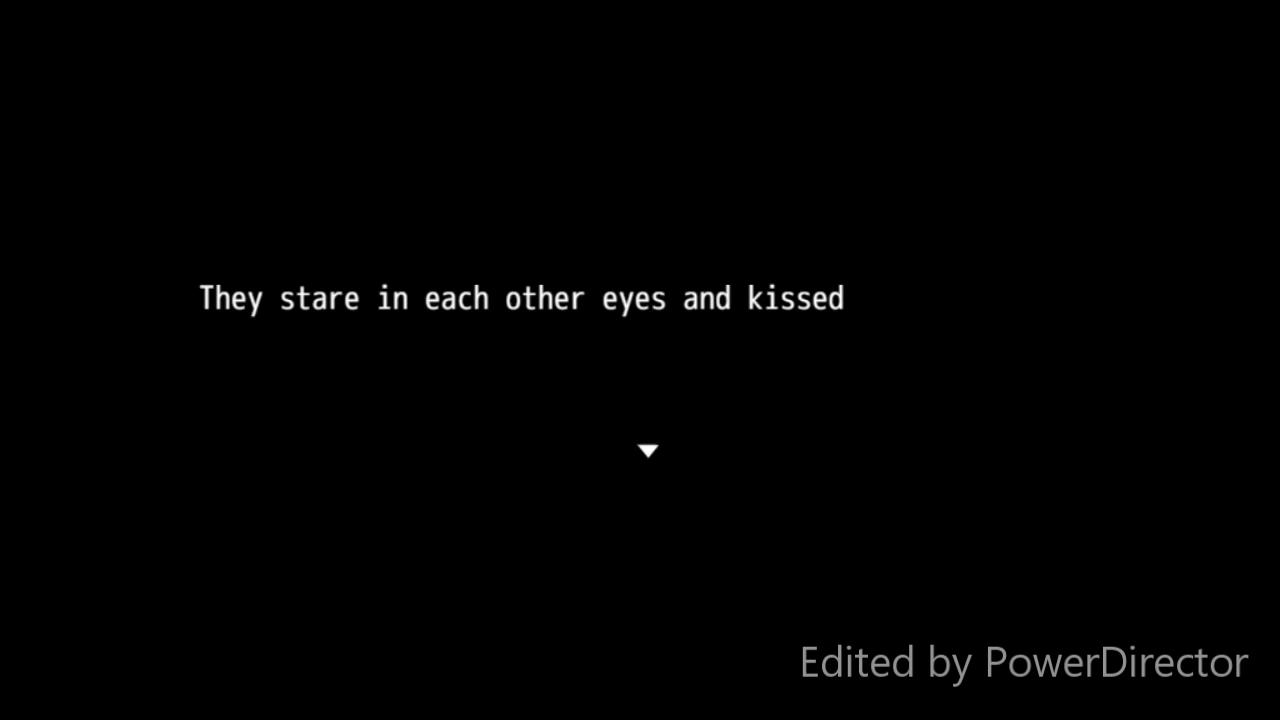 They stare in each other eyes and kissed
Edited by PowerDirector